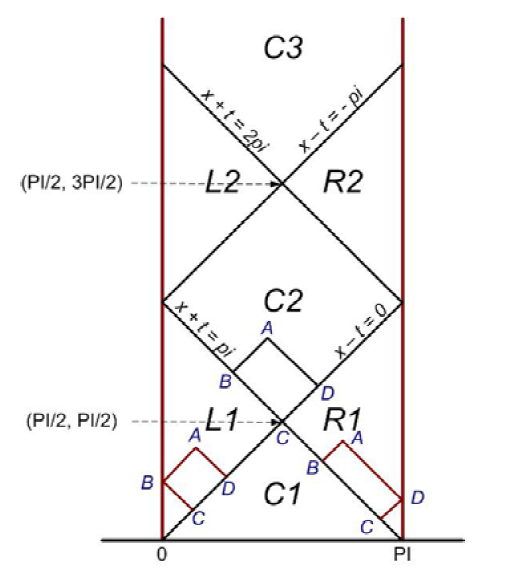 C3
x + t = 2pi
x - t = - pi
(PI/2, 3PI/2)
L2
R2
C2
x + t = pi
x - t = 0
A
B
D
(PI/2, PI/2)
L1
R1
C
A
B
D
C
C1
A
B
D
C
0
PI